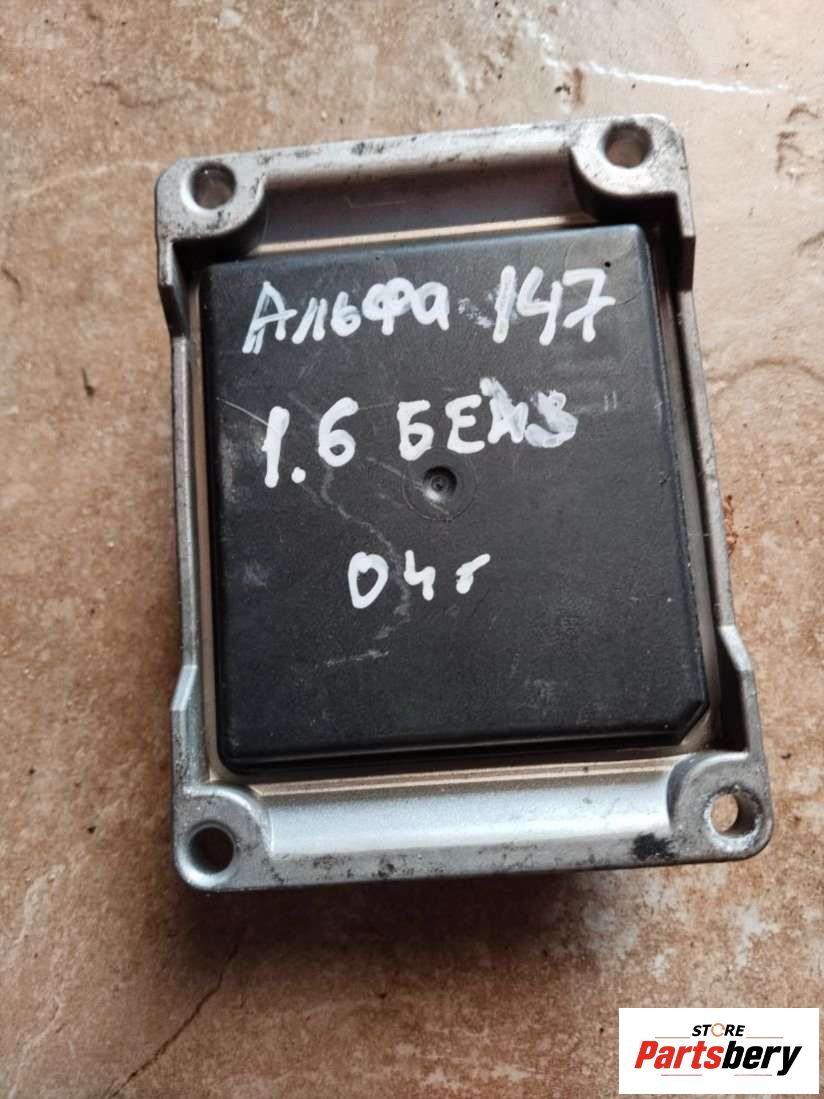 Альфа 147
1.6 БЕНЗ
04г
STORE
Partsbery